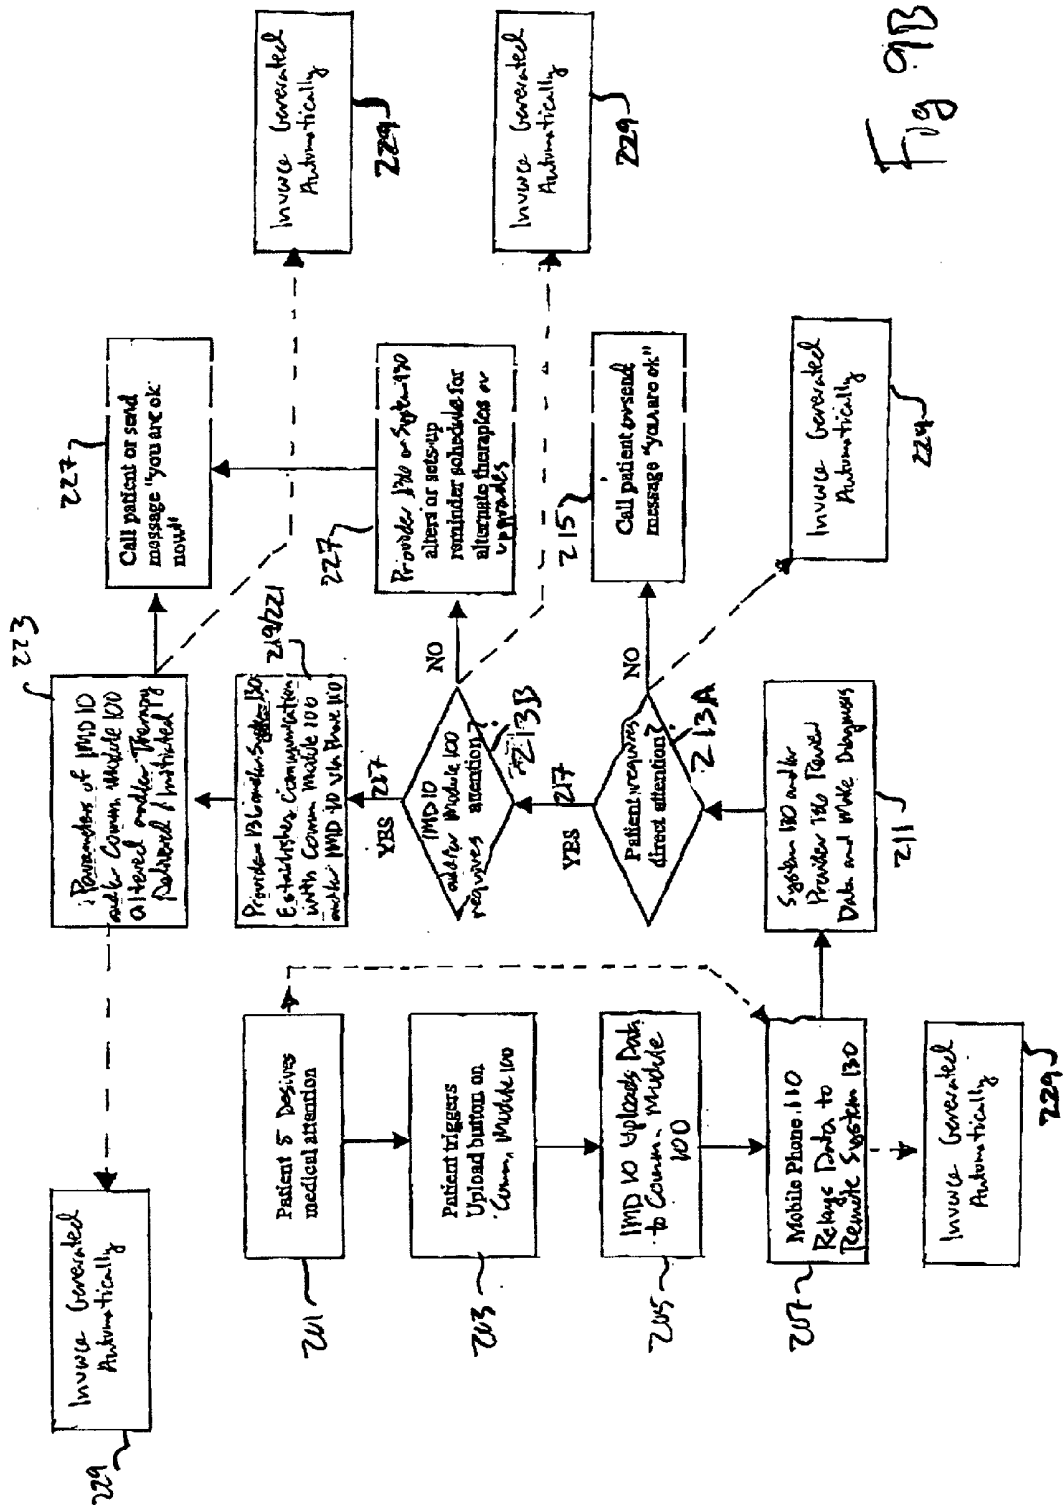 229
Invoice Generated
Automatically
201
Patient 5 Desires
medical attention
203
Patient triggers
Upload button on
Comm. Module 100
205
IMD 10 Uploads Data
to Comm. Module
100
207
Mobile Phone 110
Relays Data to
Remote System 130
Invoice Generated
Automatically
229
223
Parameters of IMD 10
and/or Comm. Module 100
altered and/or Therapy
Delivered / Initiated
219/221
Provider 136 and/or System 130
Establishes Communication
with Comm. Module 100
and/or IMD 10 via Phone 110
YES
217
IMD 10
and/or Module 100
requires attention?
213B
NO
YES
217
Patient requires
direct attention?
213A
NO
System 130 and/or
Provider 136 Review
Data and Make Diagnosis
211
227
Call patient or send
message "you are ok
now!"
227
Provider 136 or System 130
alters or sets-up
reminder schedule for
alternate therapies or
upgrades
215
Call patient or send
message "you are ok"
Invoice Generated
Automatically
229
Invoice Generated
Automatically
229
Invoice Generated
Automatically
229
Fig 9B